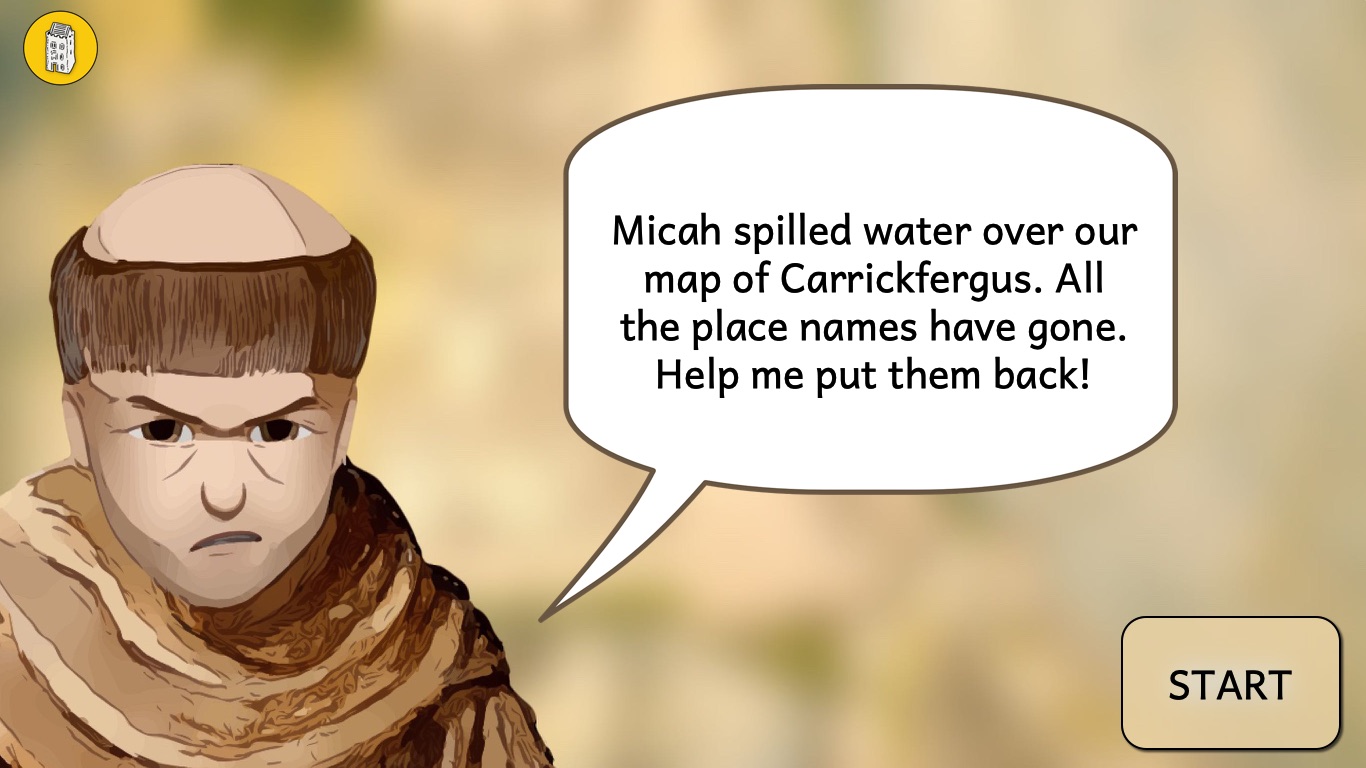 Micah spilled water over our
map of Carrickfergus. All
the place names have gone.
Help me put them back!
START